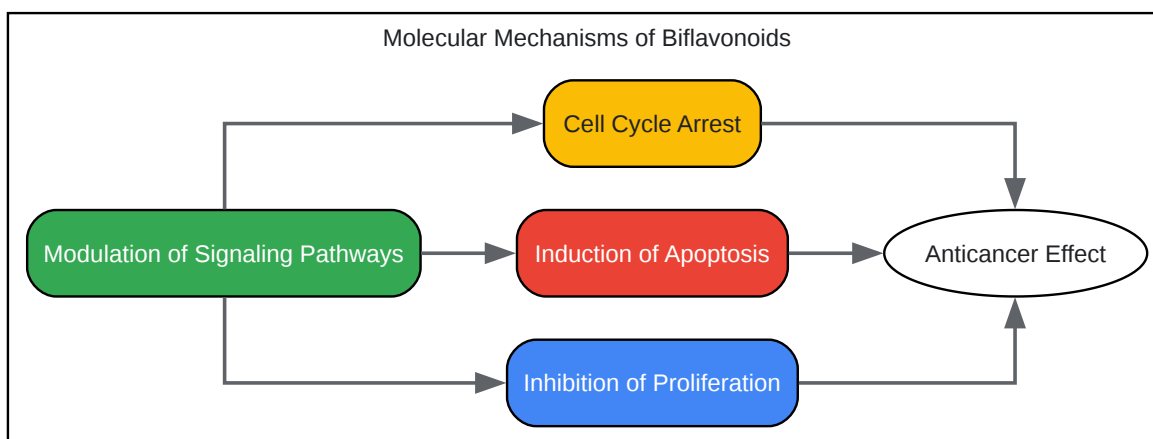 Molecular Mechanisms of Biflavonoids
Cell Cycle Arrest
Modulation of Signaling Pathways
Induction of Apoptosis
Anticancer Effect
Inhibition of Proliferation